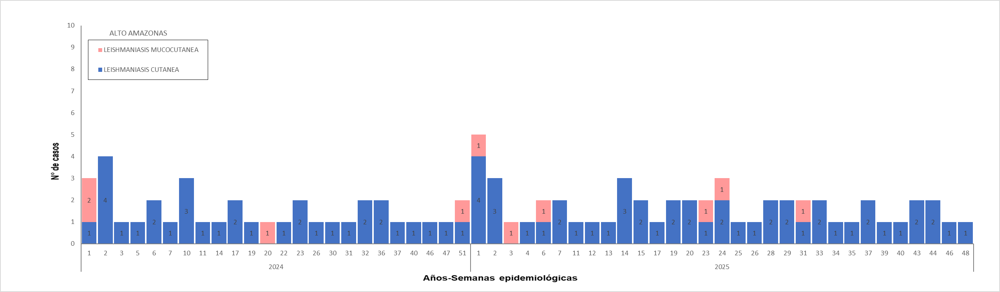 ALTO AMAZONAS
LEISHMANIASIS MUCOCUTANEA
LEISHMANIASIS CUTANEA
N° de casos
10
9
8
7
6
5
4
3
2
1
0
2 1 1 1 1 1 1 1 1
1 4 1 1 2 1 3 1 1 2 1 1 2 1 1 1 2 2 1 1 1 1 1 4 3 1 1 2 1 1 1 3 2 1 2 2 1 2 1 1 2 2 1 2 1 1 2 1 1 2 2 1 1
1 2 3 5 6 7 10 11 14 17 19 20 22 23 26 30 31 32 36 37 40 46 47 51 1 2 3 4 6 7 11 12 13 14 15 17 19 20 23 24 25 26 28 29 31 33 34 35 37 39 40 43 44 46 48
2024 2025
Años-Semanas epidemiológicas